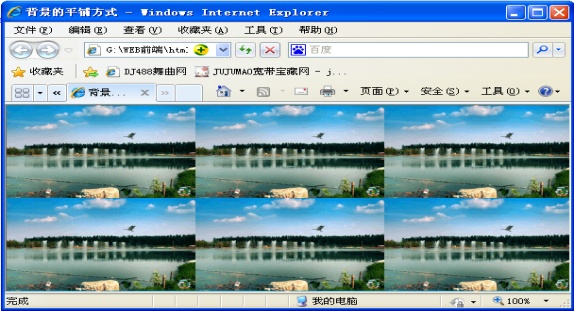 背景的平铺方式 - Windows Internet Explorer
文件(F) 编辑(E) 查看(V) 收藏夹(A) 工具(T) 帮助(H)
G:\WEB前端\htm: 百度
收藏夹 DJ488舞曲网 JUJUMAO宽带宝藏网 - j...
背景... 页面(P) 安全(S) 工具(O)
完成 我的电脑 100%